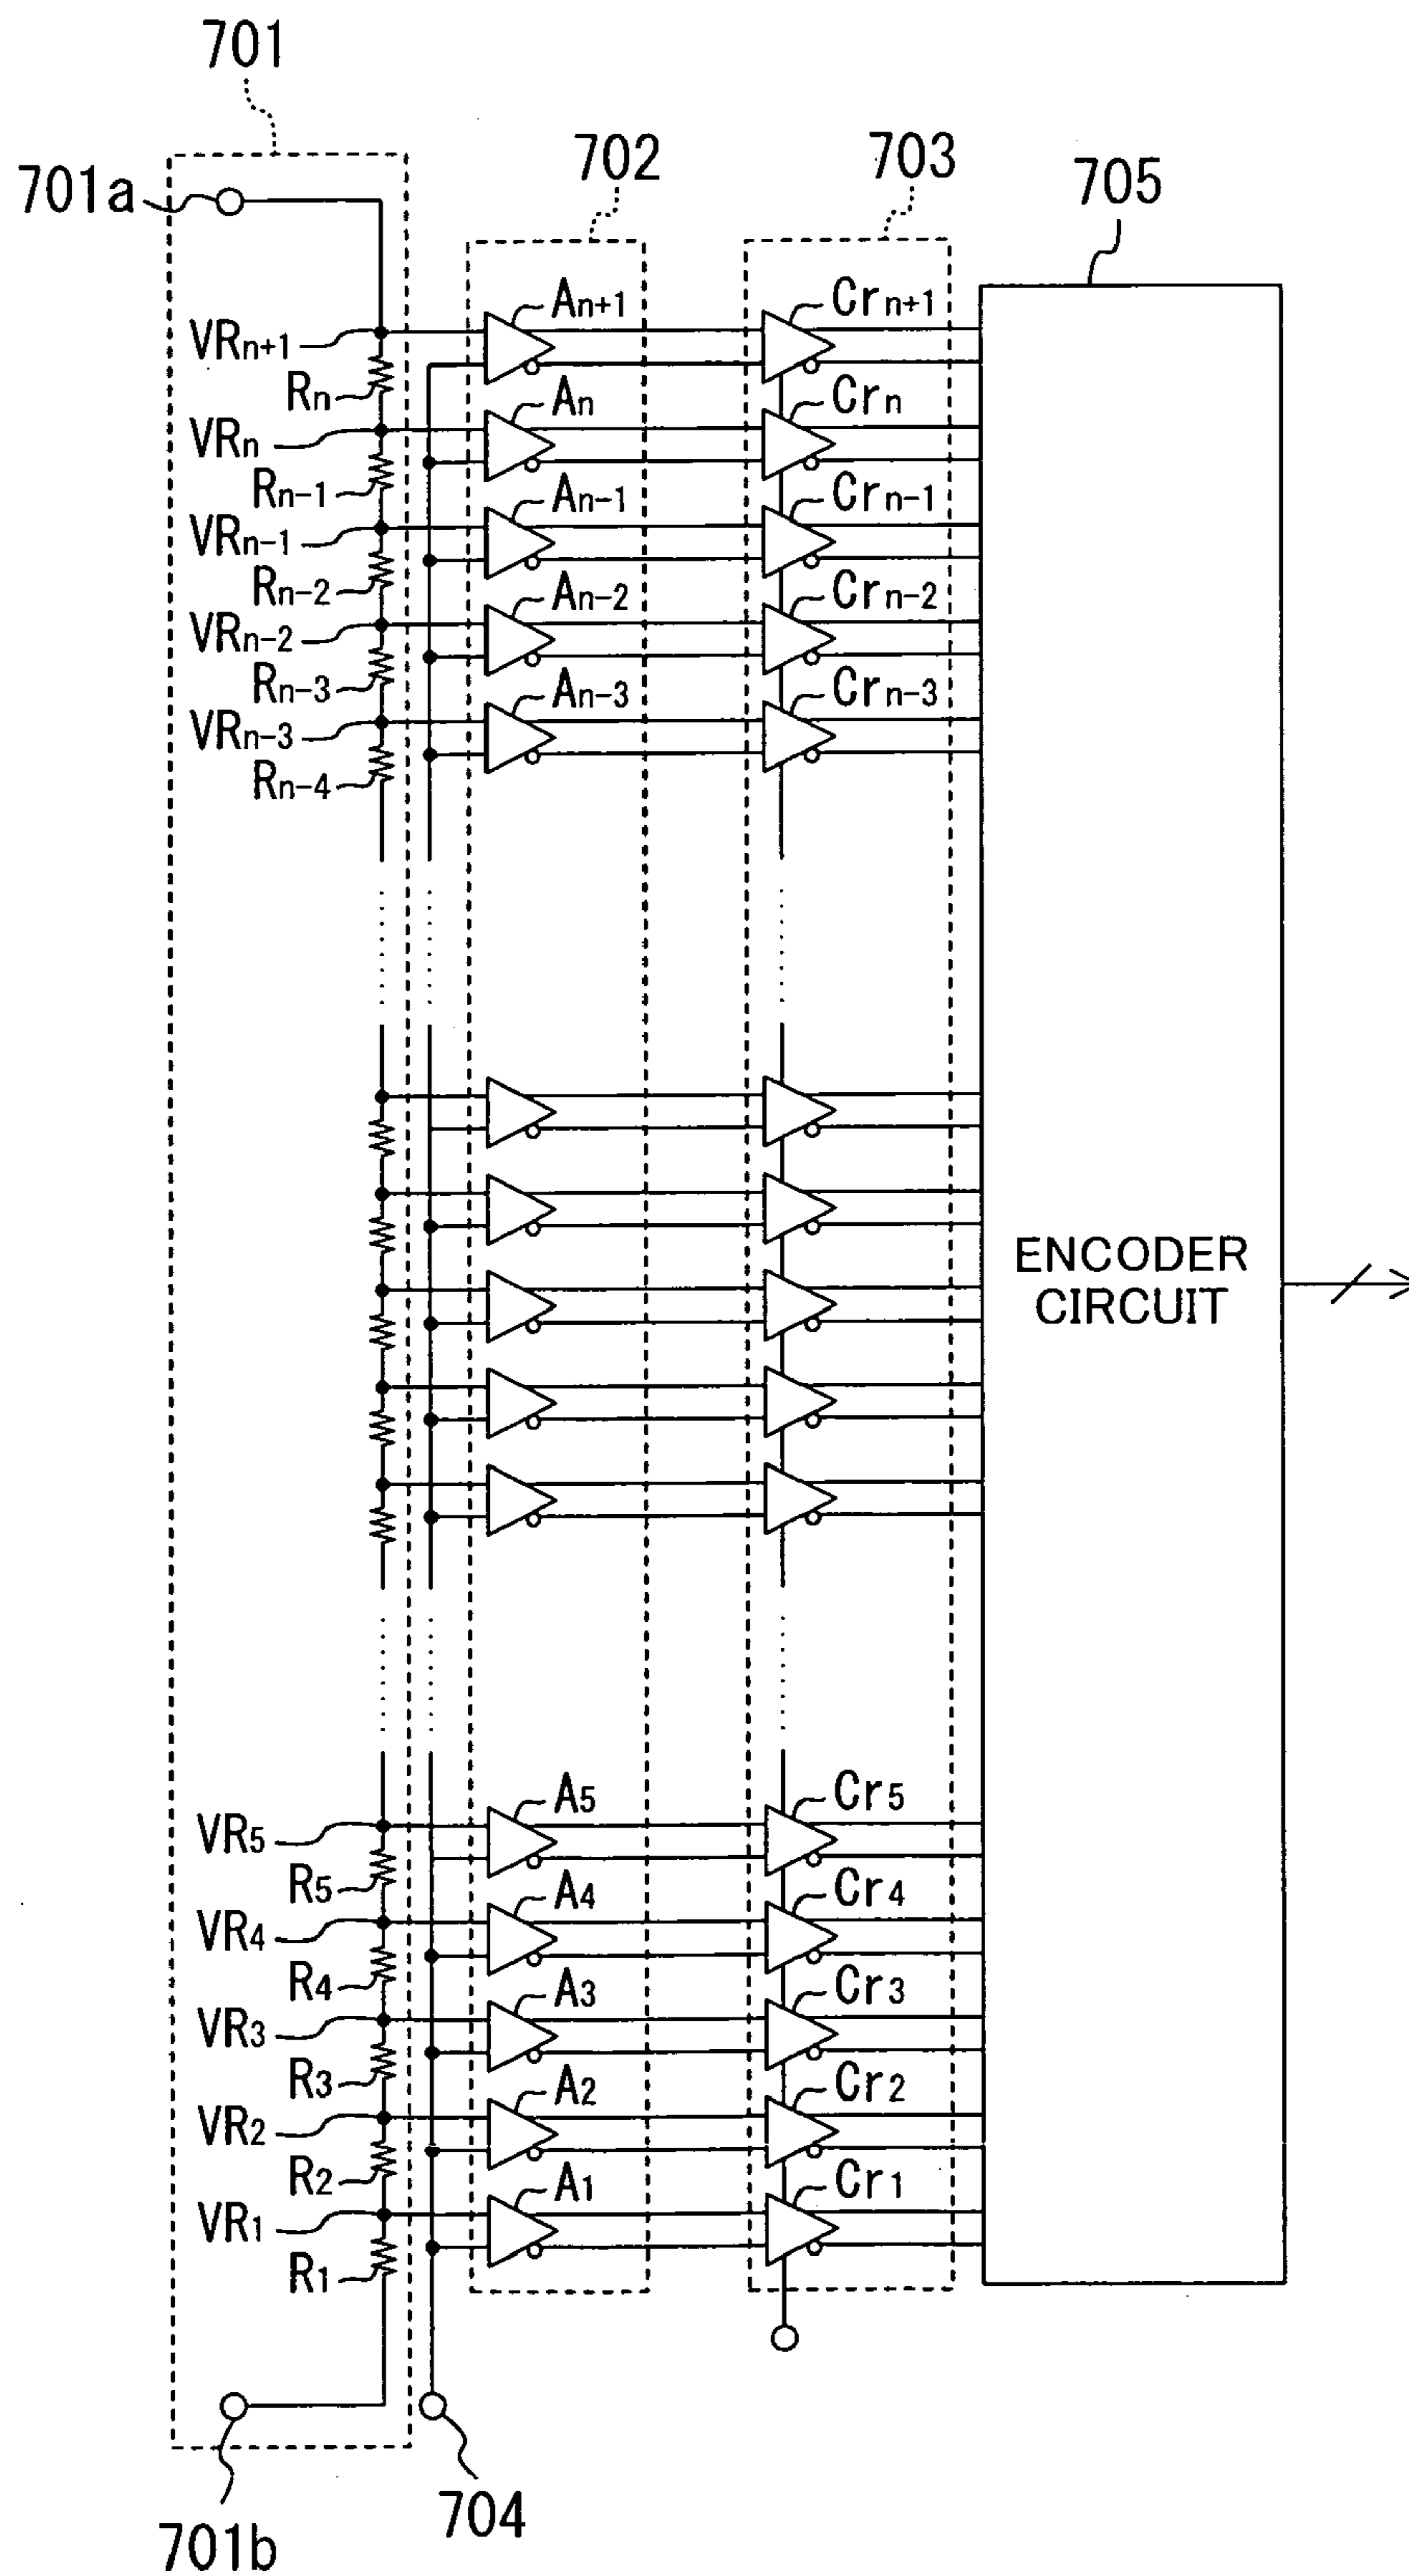 701
701a
702
703
705
An+1
Crn+1
VRn+1
Rn
An
Crn
VRn
Rn-1
An-1
Crn-1
VRn-1
Rn-2
An-2
Crn-2
VRn-2
Rn-3
An-3
Crn-3
VRn-3
Rn-4
ENCODER
CIRCUIT
A5
Cr5
VR5
R5
A4
Cr4
VR4
R4
A3
Cr3
VR3
R3
A2
Cr2
VR2
R2
A1
Cr1
VR1
R1
704
701b